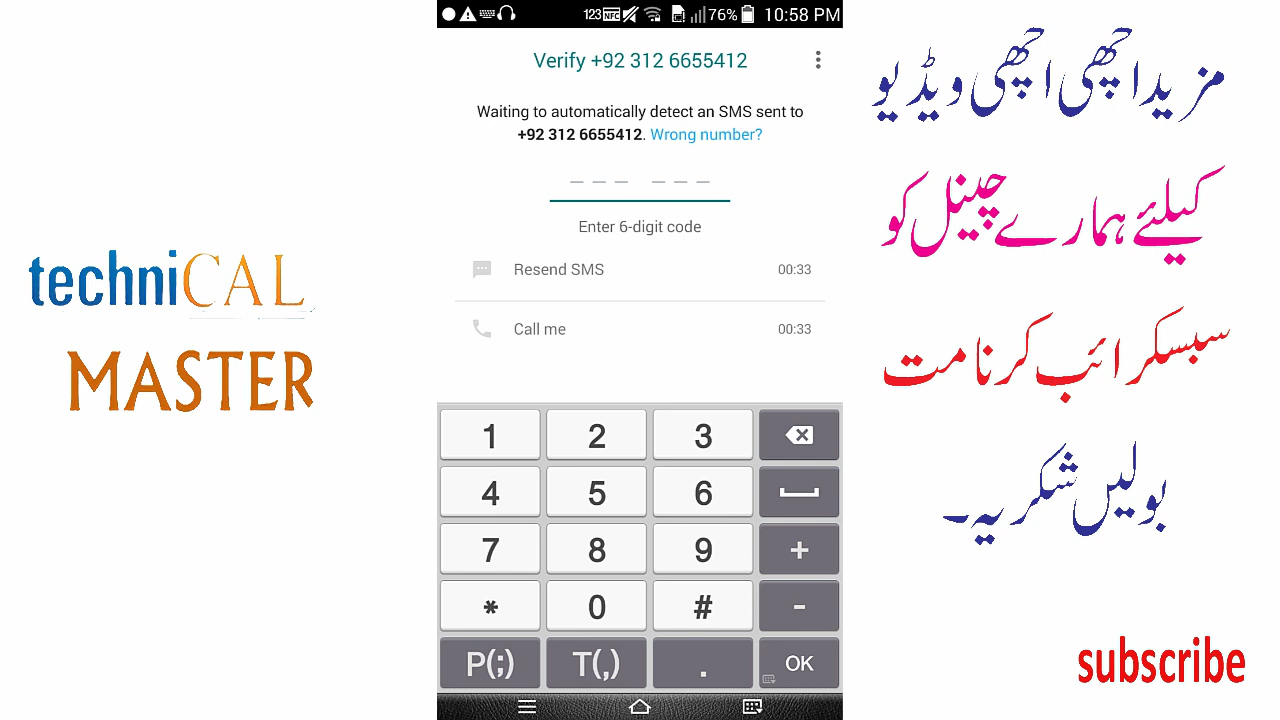 techniCAL
MASTER
123 NFC 76% 10:58 PM
Verify +92 312 6655412
Waiting to automatically detect an SMS sent to
+92 312 6655412. Wrong number?
Enter 6-digit code
Resend SMS 00:33
Call me 00:33
1 2 3
4 5 6
7 8 9 +
* 0 # -
P(;) T(,) . OK
مزید اچھی اچھی ویڈیو
کیلئے ہمارے چینل کو
سبسکرائب کرنا مت
بولیں شکریہ۔
subscribe